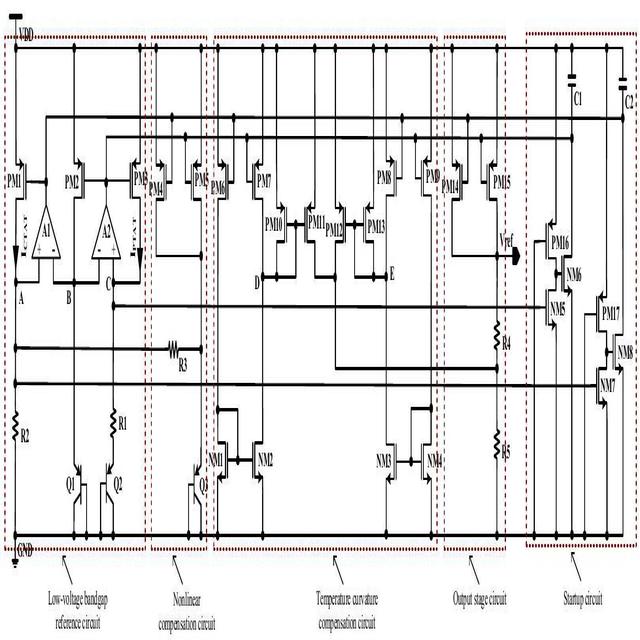 VDD
C1
C2
PM1
PM2
PM3
PM4
PM5
PM6
PM7
PM8
PM9
PM14
PM15
A1
A2
PM10
PM11
PM12
PM13
ICTAT
IPTAT
Vref
PM16
NM6
D
E
A
B
C
NM5
PM17
R3
R4
NM8
NM7
R2
R1
R5
NM1
NM2
NM3
NM4
Q1
Q2
Q3
GND
Low-voltage bandgap
reference circuit
Nonlinear
compensation circuit
Temperature curvature
compensation circuit
Output stage circuit
Startup circuit